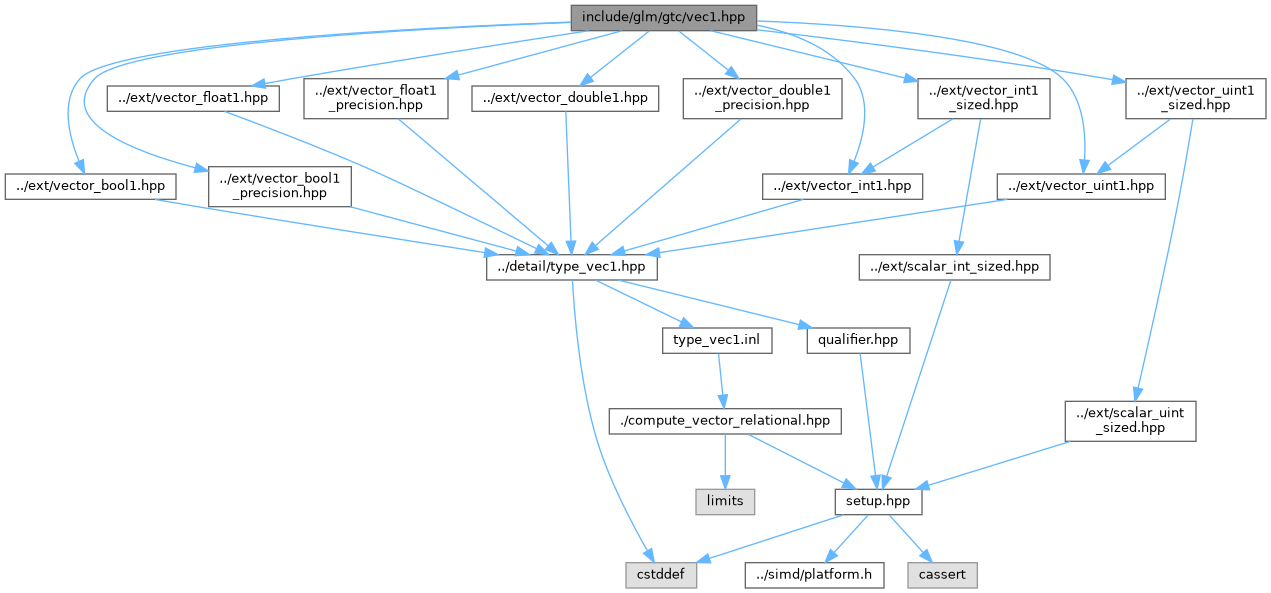 include/glm/gtc/vec1.hpp
../ext/vector_float1.hpp
../ext/vector_float1
_precision.hpp
../ext/vector_double1.hpp
../ext/vector_double1
_precision.hpp
../ext/vector_int1
_sized.hpp
../ext/vector_uint1
_sized.hpp
../ext/vector_bool1.hpp
../ext/vector_bool1
_precision.hpp
../ext/vector_int1.hpp
../ext/vector_uint1.hpp
../detail/type_vec1.hpp
../ext/scalar_int_sized.hpp
type_vec1.inl
qualifier.hpp
./compute_vector_relational.hpp
../ext/scalar_uint
_sized.hpp
limits
setup.hpp
cstddef
../simd/platform.h
cassert